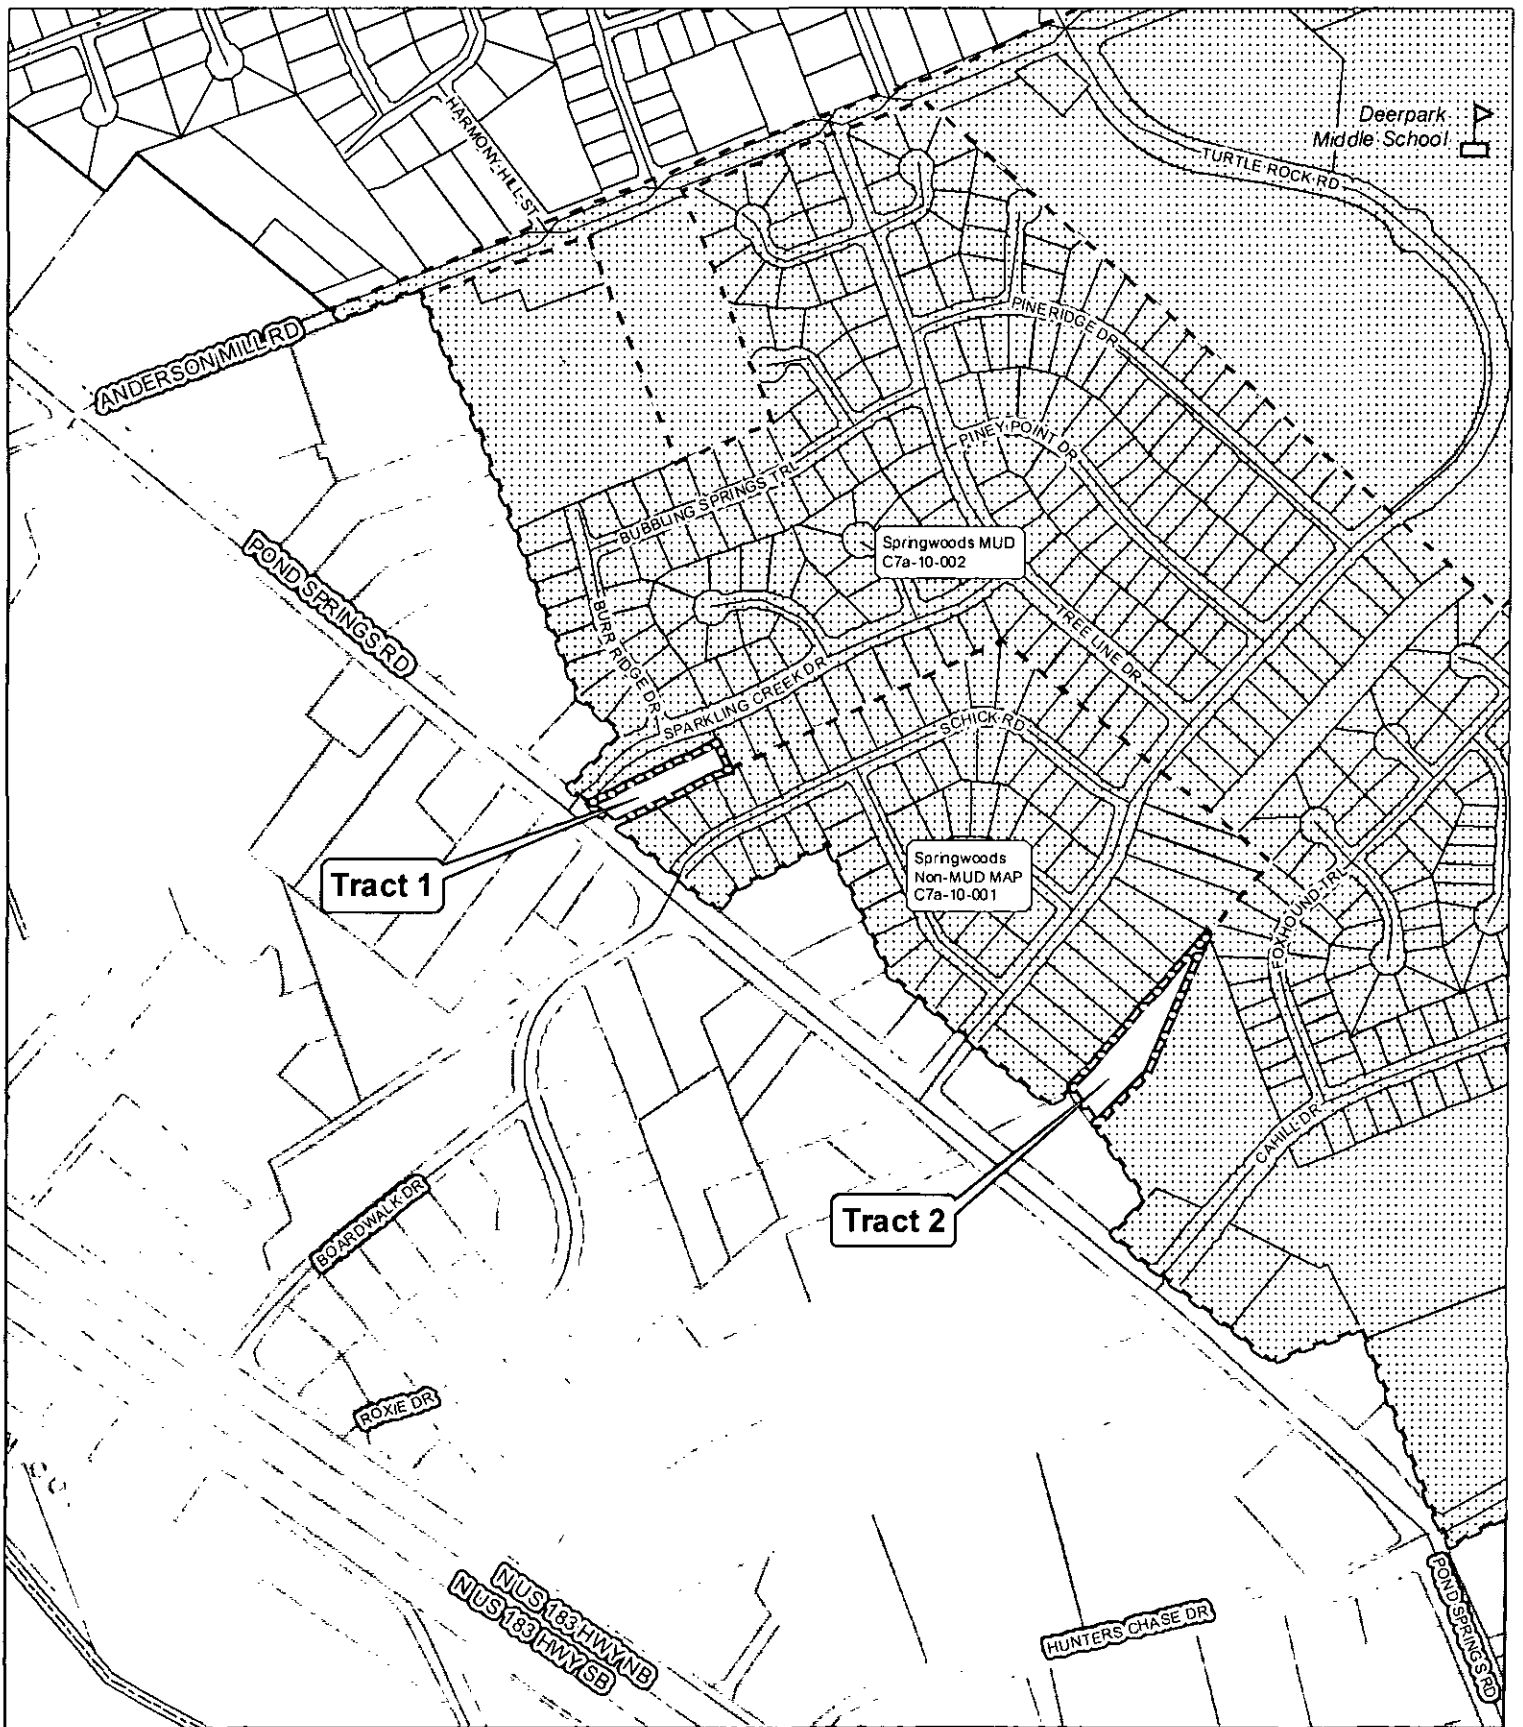 Deerpark
Middle School
HARMONY HILL ST
TURTLE ROCK RD
ANDERSON MILL RD
PINERIDGE DR
PINEY POINT DR
BUBBLING SPRINGS TRL
POND SPRINGS RD
Springwoods MUD
C7a-10-002
BURR RIDGE DR
TREE LINE DR
SPARKLING CREEK DR
SCHICK RD
Tract 1
Springwoods
Non-MUD MAP
C7a-10-001
FOXHOUND TRL
CAHILL DR
Tract 2
BOARDWALK DR
ROXIE DR
N US 183 HWY NB
N US 183 HWY SB
HUNTERS CHASE DR
POND SPRINGS RD